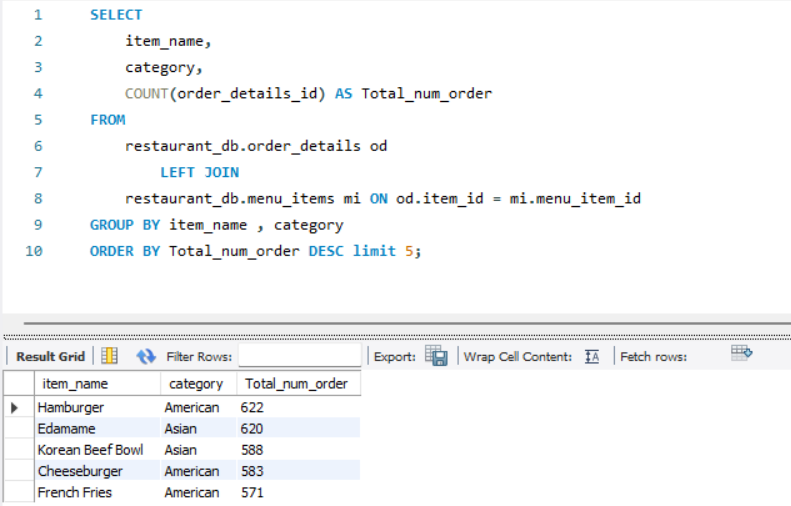 1 SELECT
2 item_name,
3 category,
4 COUNT(order_details_id) AS Total_num_order
5 FROM
6 restaurant_db.order_details od
7 LEFT JOIN
8 restaurant_db.menu_items mi ON od.item_id = mi.menu_item_id
9 GROUP BY item_name , category
10 ORDER BY Total_num_order DESC limit 5;
Result Grid Filter Rows: Export: Wrap Cell Content: IA Fetch rows:
item_name category Total_num_order
Hamburger American 622
Edamame Asian 620
Korean Beef Bowl Asian 588
Cheeseburger American 583
French Fries American 571